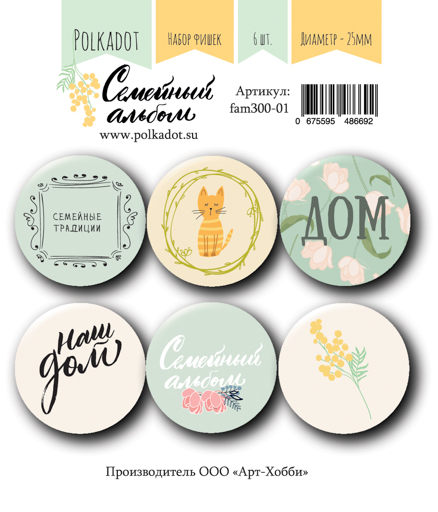 POLKADOT
НАБОР ФИШЕК
6 ШТ.
ДИАМЕТР - 25ММ
Семейный
альбом
www.polkadot.su
Артикул:
fam300-01
0 675595 486692
СЕМЕЙНЫЕ
ТРАДИЦИИ
ДОМ
наш
дом
Семейный
альбом
Производитель ООО «Арт-Хобби»